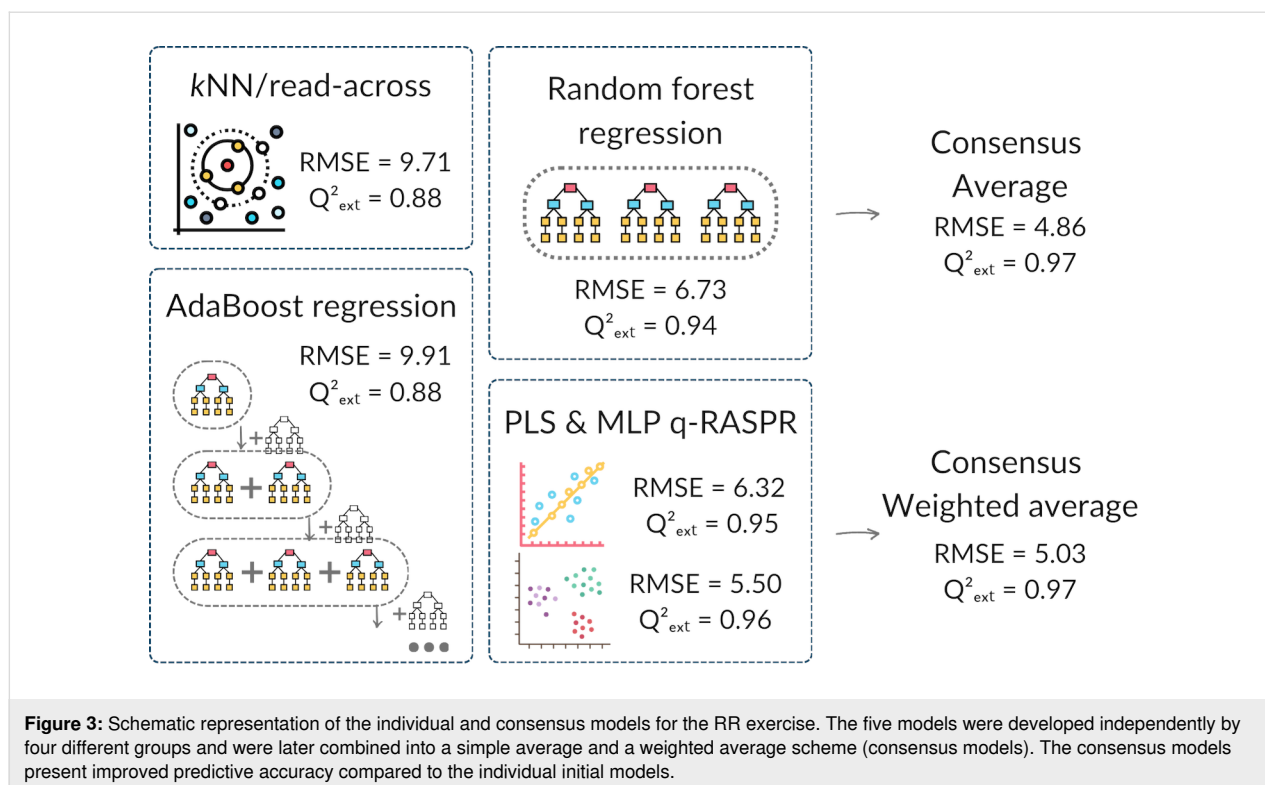 kNN/read-across
RMSE = 9.71
Q²ext = 0.88
AdaBoost regression
RMSE = 9.91
Q²ext = 0.88
+
+
+
+ +
+
Random forest
regression
RMSE = 6.73
Q²ext = 0.94
PLS & MLP q-RASPR
RMSE = 6.32
Q²ext = 0.95
RMSE = 5.50
Q²ext = 0.96
Consensus
Average
RMSE = 4.86
Q²ext = 0.97
Consensus
Weighted average
RMSE = 5.03
Q²ext = 0.97
Figure 3: Schematic representation of the individual and consensus models for the RR exercise. The five models were developed independently by
four different groups and were later combined into a simple average and a weighted average scheme (consensus models). The consensus models
present improved predictive accuracy compared to the individual initial models.